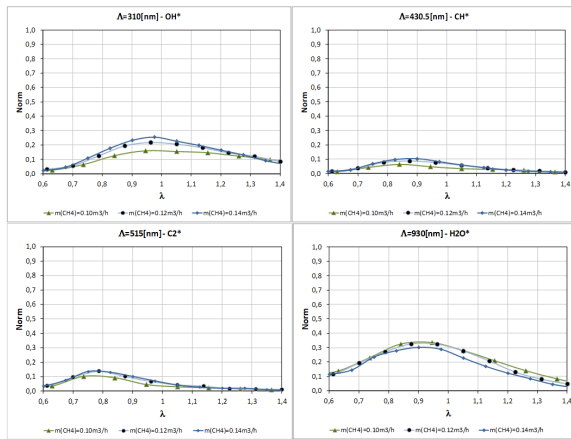 Λ=310[nm] - OH*
Norm
1,0
0,9
0,8
0,7
0,6
0,5
0,4
0,3
0,2
0,1
0,0
0,6 0,7 0,8 0,9 1 1,1 1,2 1,3 1,4
λ
m(CH4)=0.10m3/h m(CH4)=0.12m3/h m(CH4)=0.14m3/h
Λ=430.5[nm] - CH*
Norm
1,0
0,9
0,8
0,7
0,6
0,5
0,4
0,3
0,2
0,1
0,0
0,6 0,7 0,8 0,9 1 1,1 1,2 1,3 1,4
λ
m(CH4)=0.10m3/h m(CH4)=0.12m3/h m(CH4)=0.14m3/h
Λ=515[nm] - C2*
Norm
1,0
0,9
0,8
0,7
0,6
0,5
0,4
0,3
0,2
0,1
0,0
0,6 0,7 0,8 0,9 1 1,1 1,2 1,3 1,4
λ
m(CH4)=0.10m3/h m(CH4)=0.12m3/h m(CH4)=0.14m3/h
Λ=930[nm] - H2O*
Norm
1,0
0,9
0,8
0,7
0,6
0,5
0,4
0,3
0,2
0,1
0,0
0,6 0,7 0,8 0,9 1 1,1 1,2 1,3 1,4
λ
m(CH4)=0.10m3/h m(CH4)=0.12m3/h m(CH4)=0.14m3/h